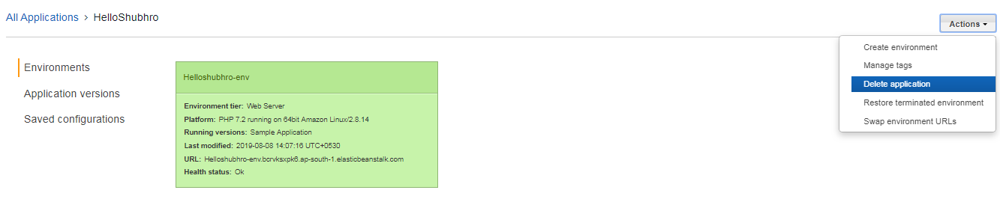 All Applications > HelloShubhro
Actions
Create environment
Manage tags
Delete application
Restore terminated environment
Swap environment URLs
Environments
Application versions
Saved configurations
Helloshubhro-env
Environment tier: Web Server
Platform: PHP 7.2 running on 64bit Amazon Linux/2.8.14
Running versions: Sample Application
Last modified: 2019-08-08 14:07:16 UTC+0530
URL: Helloshubhro-env.bcrvksxpk6.ap-south-1.elasticbeanstalk.com
Health status: Ok